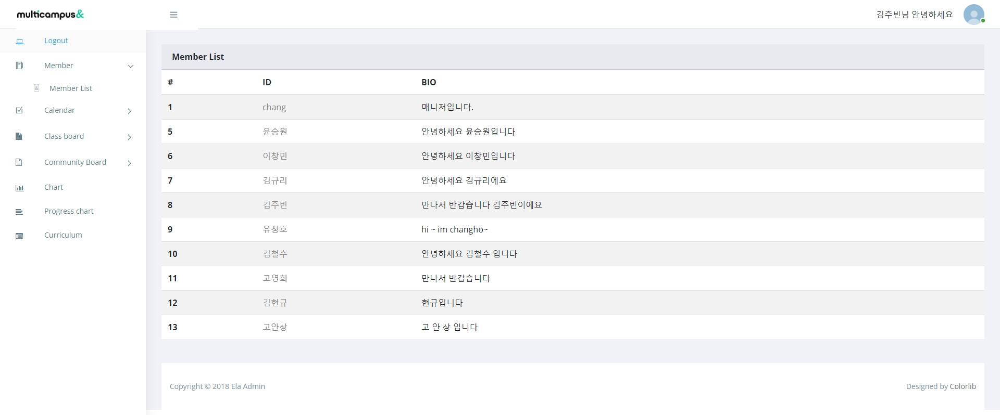 multicampus&
김주빈님 안녕하세요
Logout
Member
Member List
Calendar
Class board
Community Board
Chart
Progress chart
Curriculum
Member List
# ID BIO
1 chang 매니저입니다.
5 윤승원 안녕하세요 윤승원입니다
6 이창민 안녕하세요 이창민입니다
7 김규리 안녕하세요 김규리에요
8 김주빈 만나서 반갑습니다 김주빈이에요
9 유창호 hi ~ im changho~
10 김철수 안녕하세요 김철수 입니다
11 고영희 만나서 반갑습니다
12 김현규 현규입니다
13 고안상 고 안 상 입니다
Copyright © 2018 Ela Admin
Designed by Colorlib